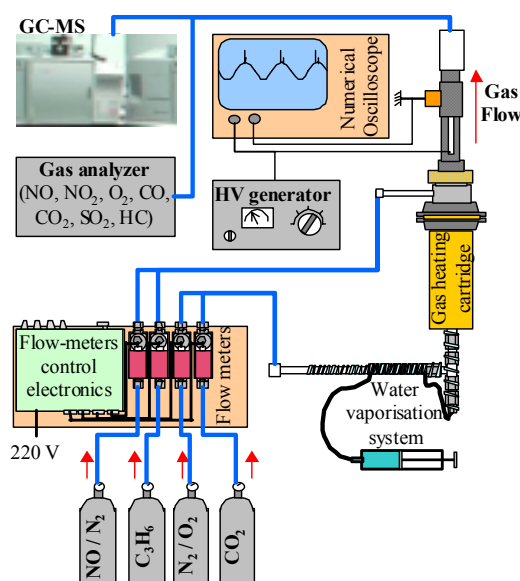 GC-MS
Gas analyzer
(NO, NO₂, O₂, CO,
CO₂, SO₂, HC)
Numerical
Oscilloscope
HV generator
Gas
Flow
Gas heating
cartridge
Flow-meters
control
electronics
Flow meters
220 V
Water
vaporisation
system
NO / N₂
C₃H₆
N₂ / O₂
CO₂